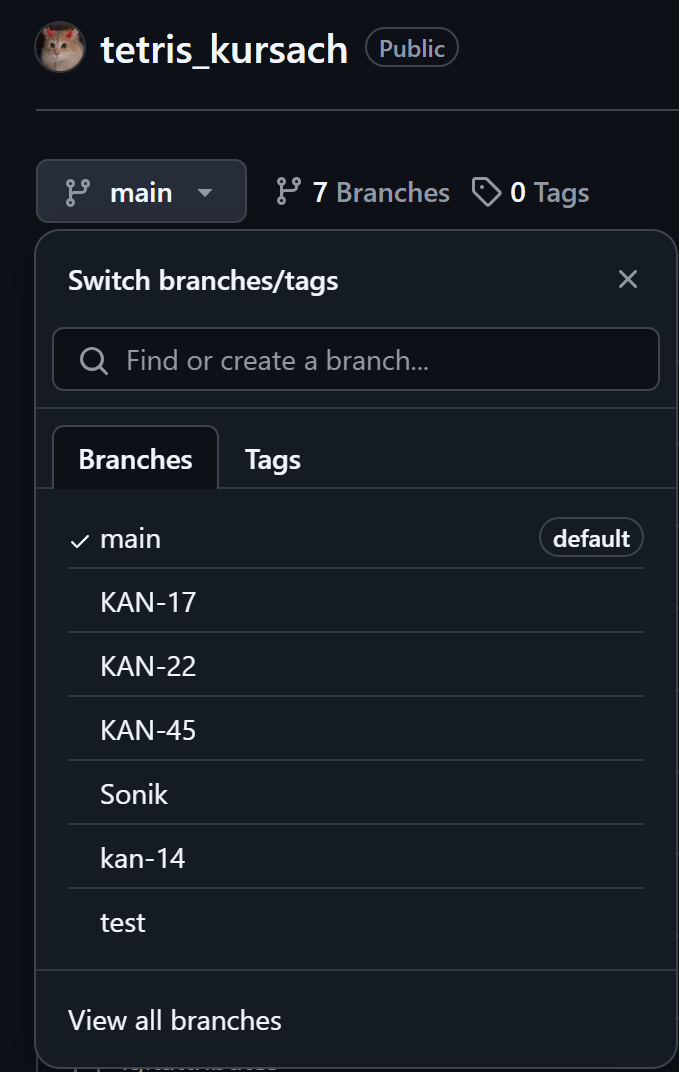 tetris_kursach Public
main 7 Branches 0 Tags
Switch branches/tags
Find or create a branch...
Branches Tags
main default
KAN-17
KAN-22
KAN-45
Sonik
kan-14
test
View all branches